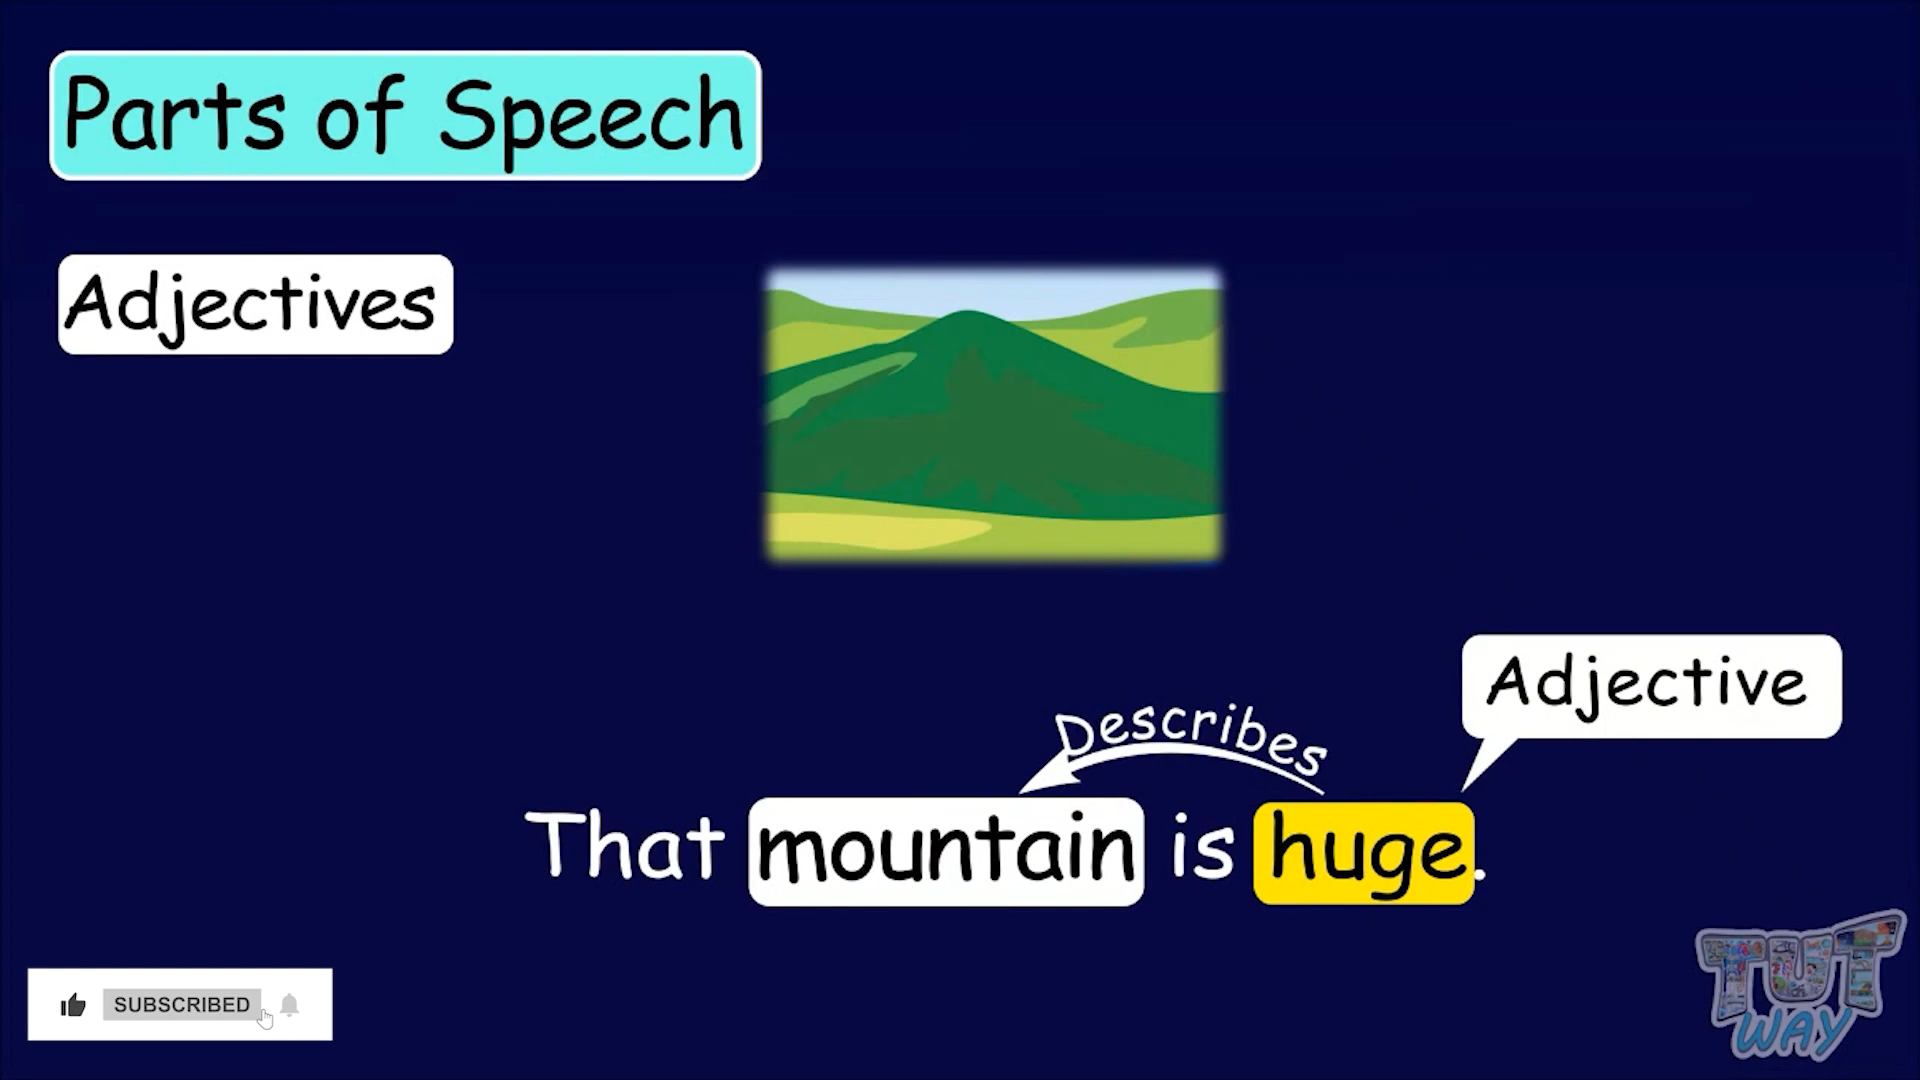 Parts of Speech
Adjectives
Adjective
Describes
That mountain is huge.
SUBSCRIBED
TUT
WAY